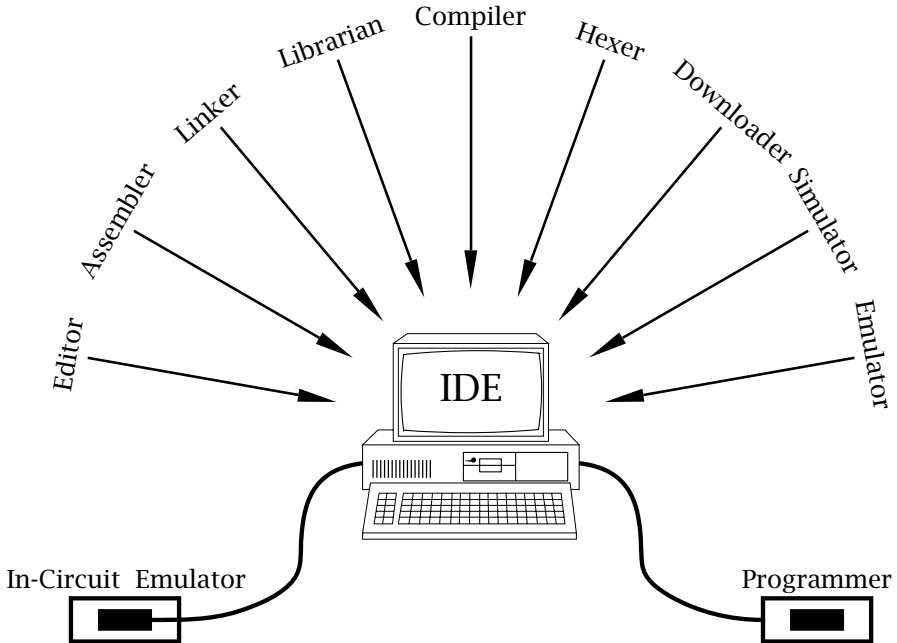 Editor
Assembler
Linker
Librarian
Compiler
Hexer
Downloader
Simulator
Emulator
IDE
In-Circuit Emulator
Programmer